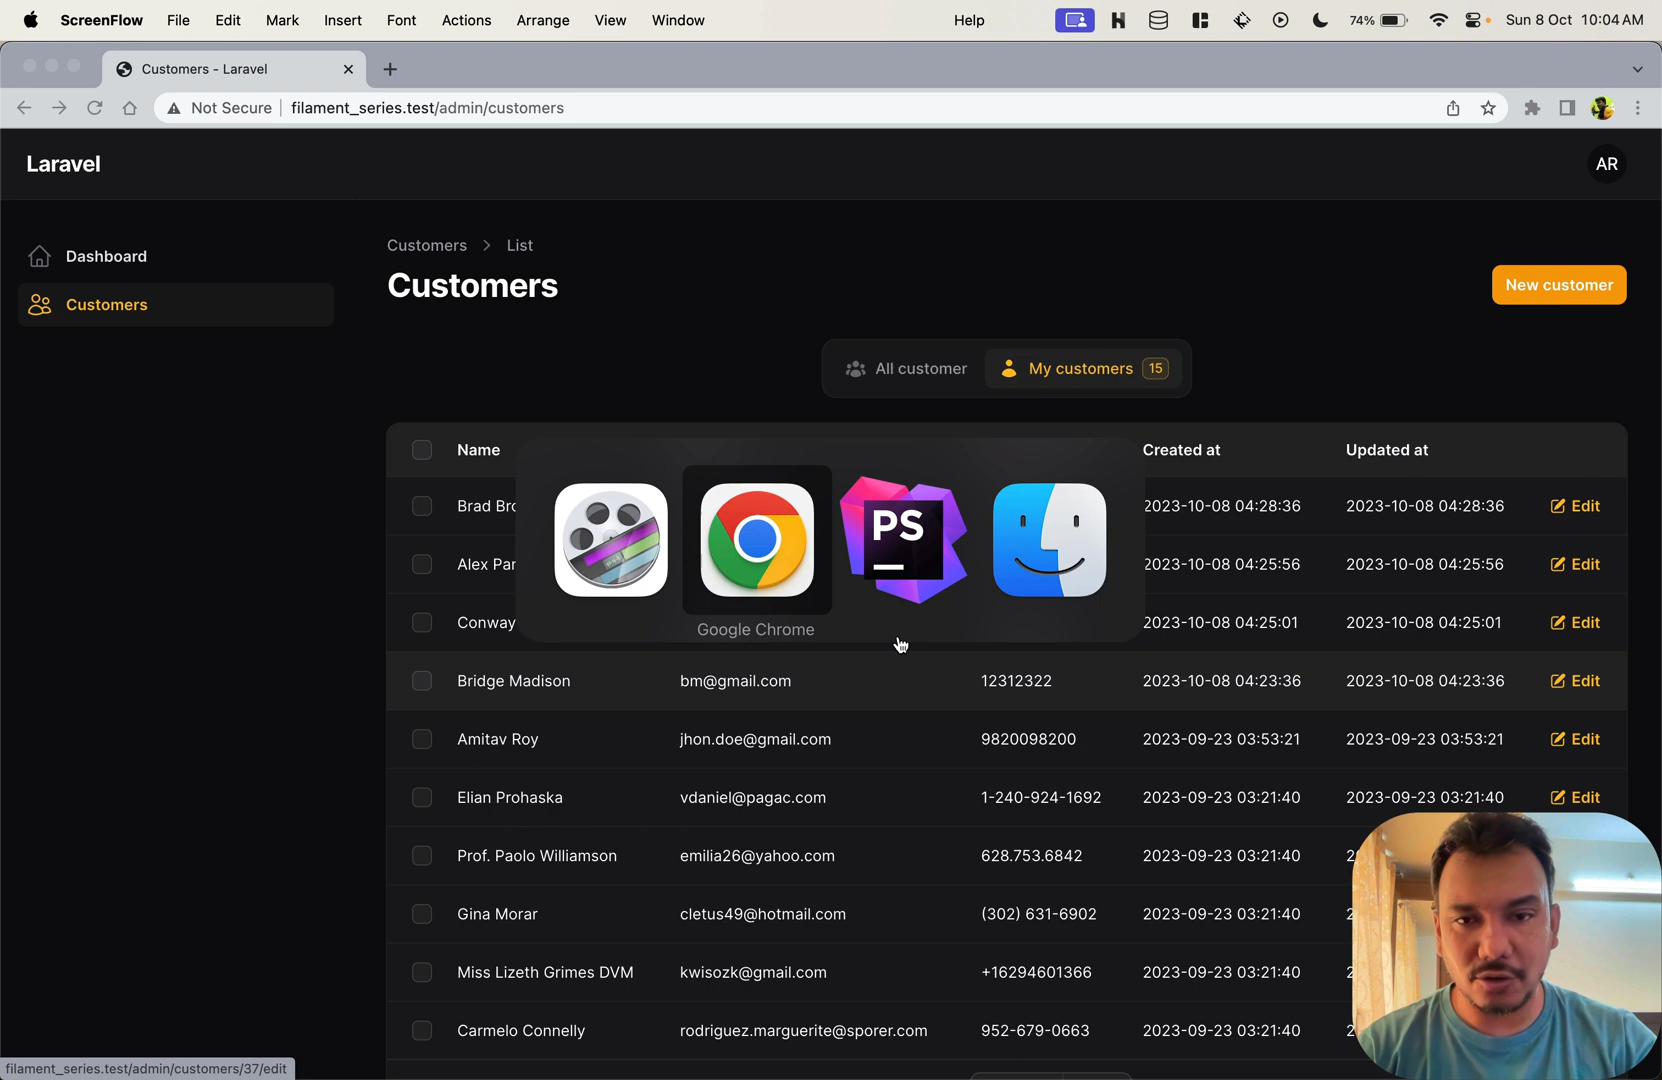 ScreenFlow File Edit Mark Insert Font Actions Arrange View Window Help 74% Sun 8 Oct 10:04 AM
Customers - Laravel
Not Secure filament_series.test/admin/customers
Laravel
AR
Dashboard
Customers
Customers > List
Customers
New customer
All customer
My customers 15
Name Created at Updated at
Brad Brc 2023-10-08 04:28:36 2023-10-08 04:28:36 Edit
Alex Par 2023-10-08 04:25:56 2023-10-08 04:25:56 Edit
Conway 2023-10-08 04:25:01 2023-10-08 04:25:01 Edit
PS
Google Chrome
Bridge Madison bm@gmail.com 12312322 2023-10-08 04:23:36 2023-10-08 04:23:36 Edit
Amitav Roy jhon.doe@gmail.com 9820098200 2023-09-23 03:53:21 2023-09-23 03:53:21 Edit
Elian Prohaska vdaniel@pagac.com 1-240-924-1692 2023-09-23 03:21:40 2023-09-23 03:21:40 Edit
Prof. Paolo Williamson emilia26@yahoo.com 628.753.6842 2023-09-23 03:21:40 2
Gina Morar cletus49@hotmail.com (302) 631-6902 2023-09-23 03:21:40 2
Miss Lizeth Grimes DVM kwisozk@gmail.com +16294601366 2023-09-23 03:21:40 2
Carmelo Connelly rodriguez.marguerite@sporer.com 952-679-0663 2023-09-23 03:21:40 2
filament_series.test/admin/customers/37/edit